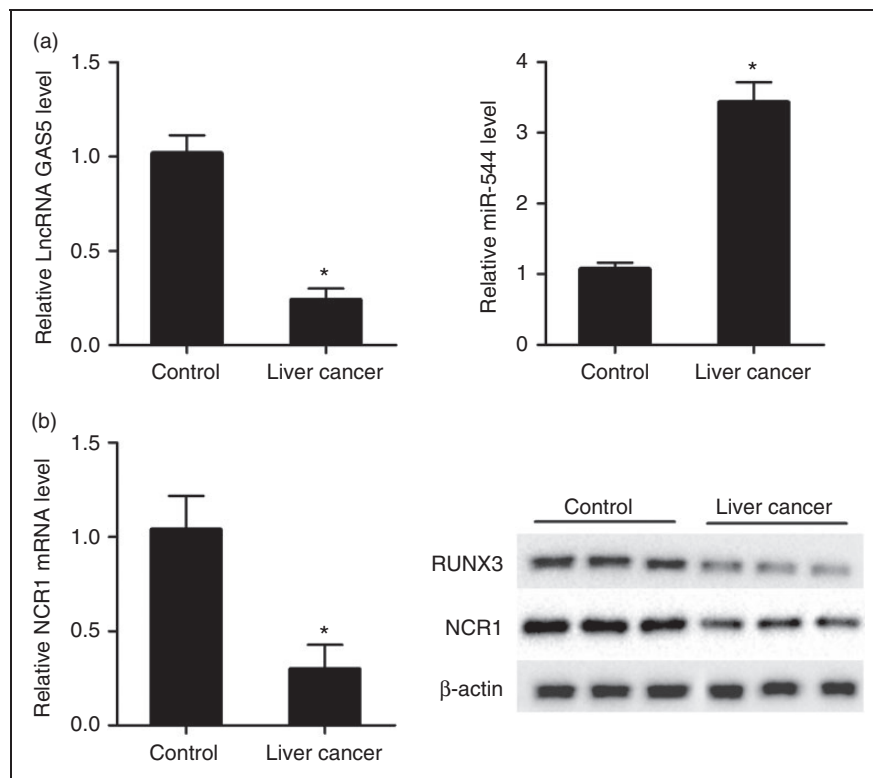 (a)
Relative LncRNA GAS5 level
1.5
1.0
0.5
0.0
*
Control
Liver cancer
Relative miR-544 level
4
3
2
1
0
*
Control
Liver cancer
(b)
Relative NCR1 mRNA level
1.5
1.0
0.5
0.0
*
Control
Liver cancer
Control
Liver cancer
RUNX3
NCR1
β-actin